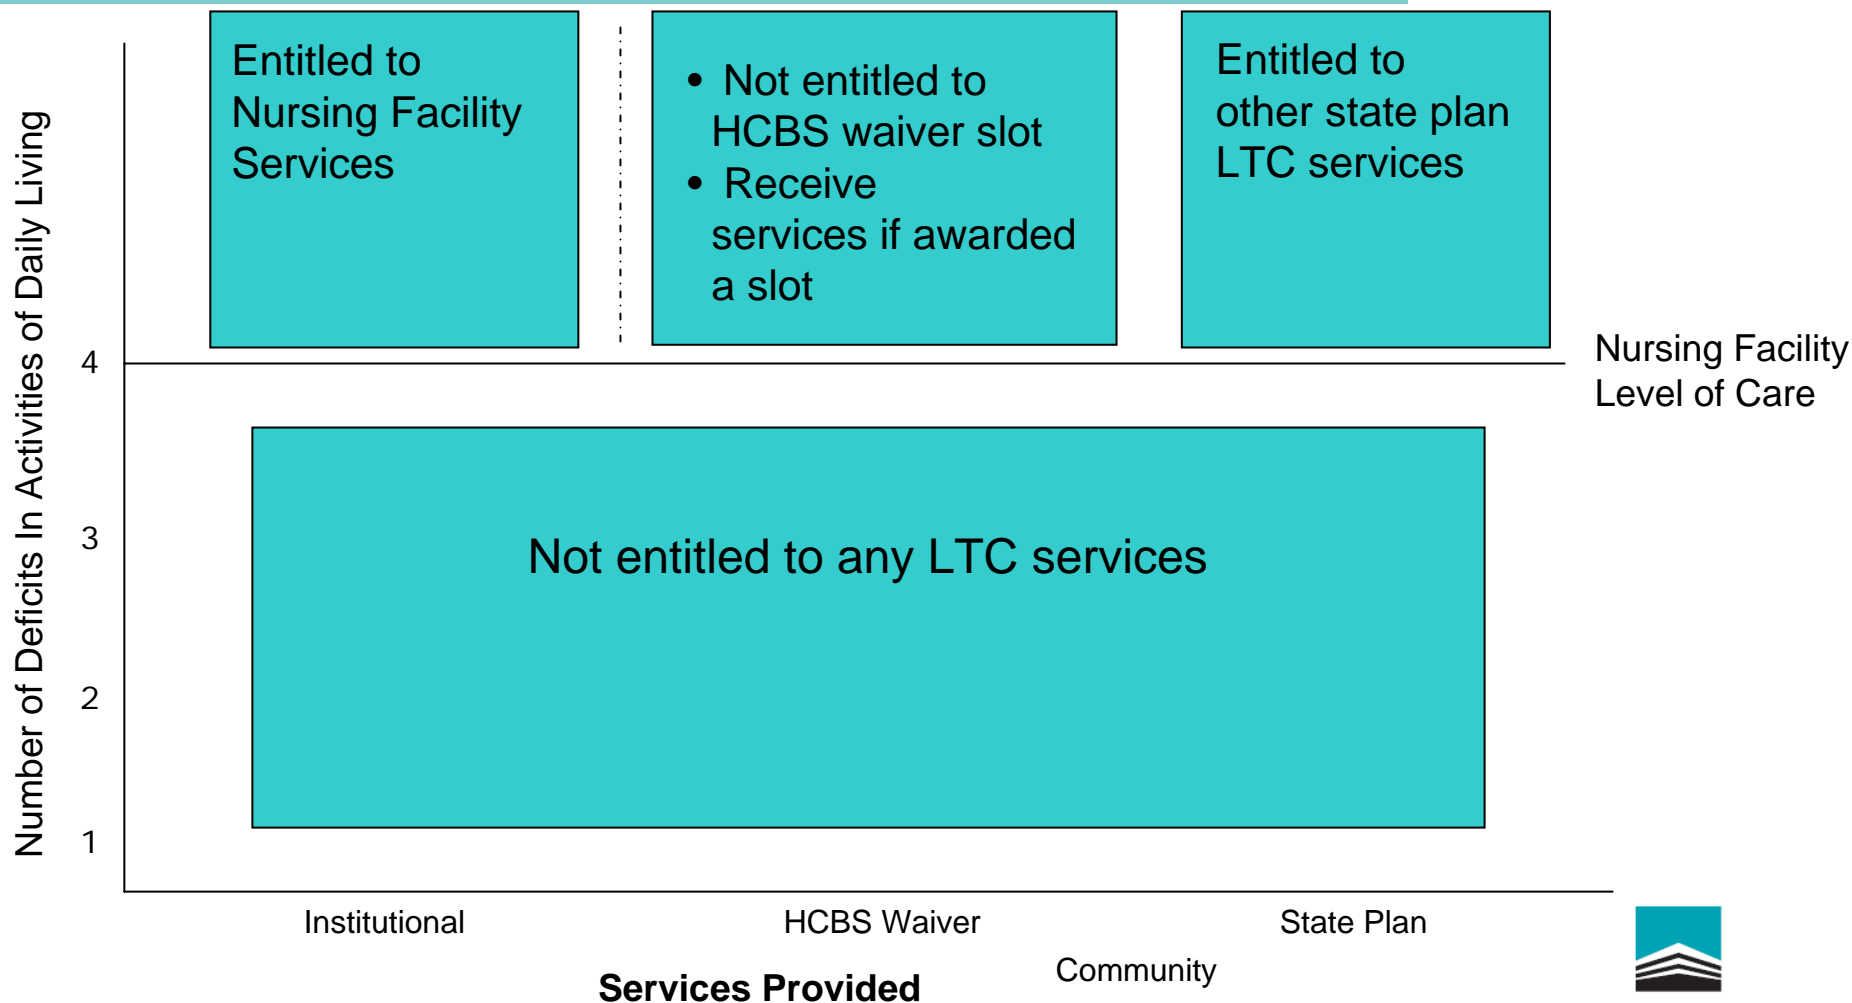 Entitled to
Nursing Facility
Services
• Not entitled to
HCBS waiver slot
• Receive
services if awarded
a slot
Entitled to
other state plan
LTC services
Number of Deficits In Activities of Daily Living
4
Nursing Facility
Level of Care
3
Not entitled to any LTC services
2
1
Institutional
HCBS Waiver
State Plan
Community
Services Provided